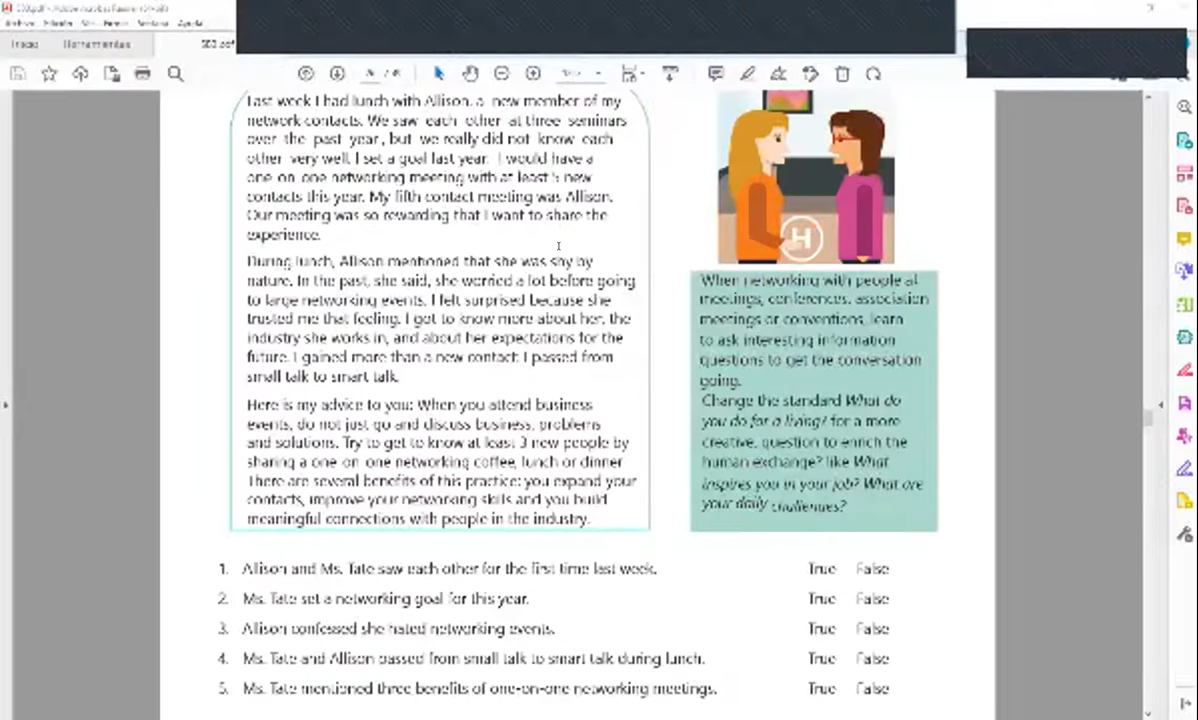 Inicio
Herramientas
Last week I had lunch with Allison, a new member of my
network contacts. We saw each other at three seminars
over the past year, but we really did not know each
other very well. I set a goal last year: I would have a
one-on-one networking meeting with at least 5 new
contacts this year. My fifth contact meeting was Allison.
Our meeting was so rewarding that I want to share the
experience.
During lunch, Allison mentioned that she was shy by
nature. In the past, she said, she worried a lot before going
to large networking events. I felt surprised because she
trusted me that feeling. I got to know more about her, the
industry she works in, and about her expectations for the
future. I gained more than a new contact: I passed from
small talk to smart talk.
Here is my advice to you: When you attend business
events, do not just go and discuss business, problems
and solutions. Try to get to know at least 3 new people by
sharing a one-on-one networking coffee, lunch or dinner.
There are several benefits of this practice: you expand your
contacts, improve your networking skills and you build
meaningful connections with people in the industry.
H
When networking with people at
meetings, conferences, association
meetings or conventions, learn
to ask interesting information
questions to get the conversation
going.
Change the standard What do
you do for a living? for a more
creative, question to enrich the
human exchange? like What
inspires you in your job? What are
your daily challenges?
1. Allison and Ms. Tate saw each other for the first time last week. True False
2. Ms. Tate set a networking goal for this year. True False
3. Allison confessed she hated networking events. True False
4. Ms. Tate and Allison passed from small talk to smart talk during lunch. True False
5. Ms. Tate mentioned three benefits of one-on-one networking meetings. True False